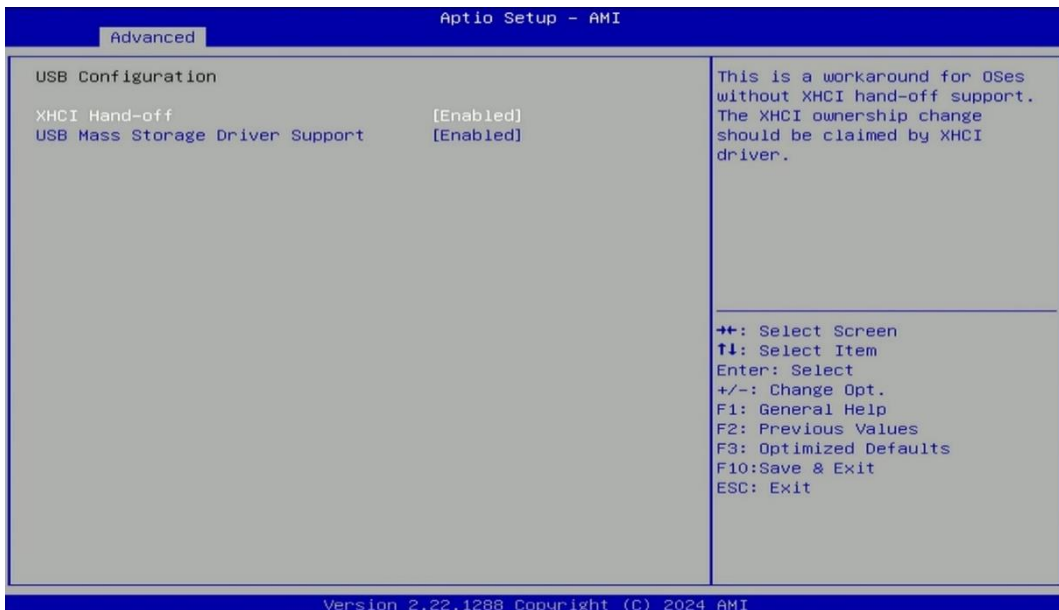 Aptio Setup – AMI
Advanced
USB Configuration
XHCI Hand-off [Enabled]
USB Mass Storage Driver Support [Enabled]
This is a workaround for OSes
without XHCI hand-off support.
The XHCI ownership change
should be claimed by XHCI
driver.
→←: Select Screen
↑↓: Select Item
Enter: Select
+/-: Change Opt.
F1: General Help
F2: Previous Values
F3: Optimized Defaults
F10:Save & Exit
ESC: Exit
Version 2.22.1288 Copyright (C) 2024 AMI